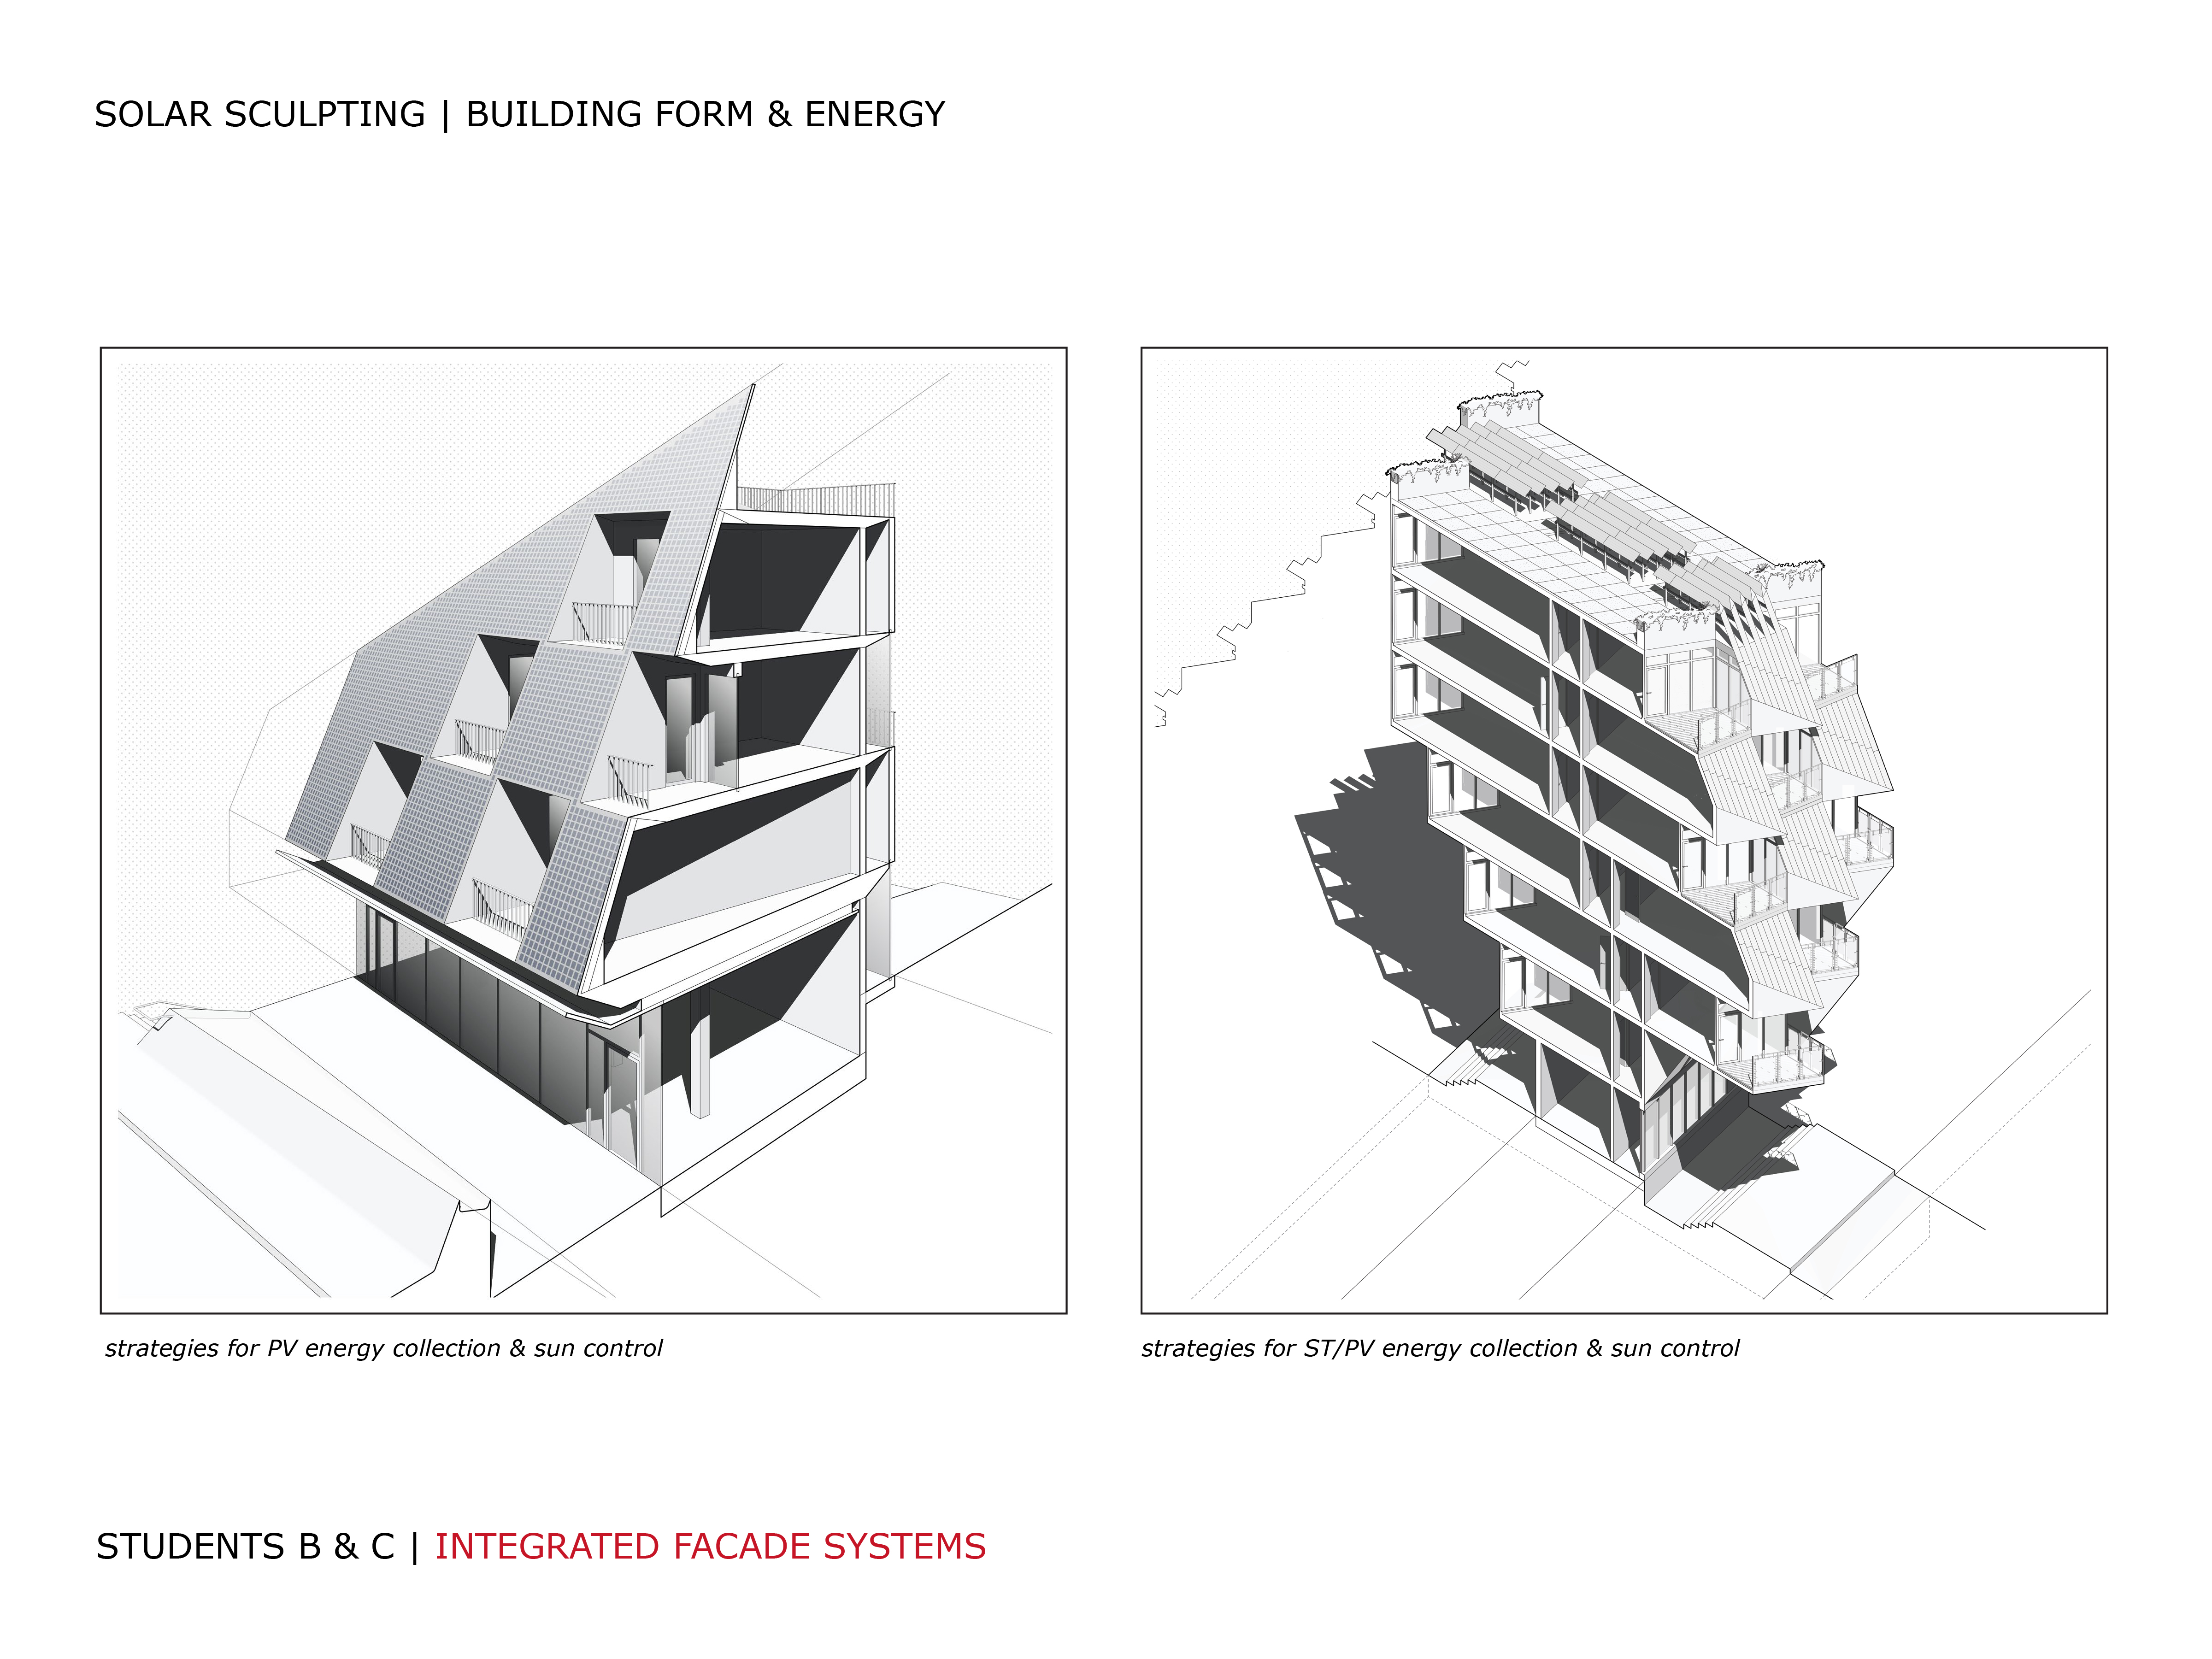 SOLAR SCULPTING | BUILDING FORM & ENERGY
strategies for PV energy collection & sun control
strategies for ST/PV energy collection & sun control
STUDENTS B & C | INTEGRATED FACADE SYSTEMS